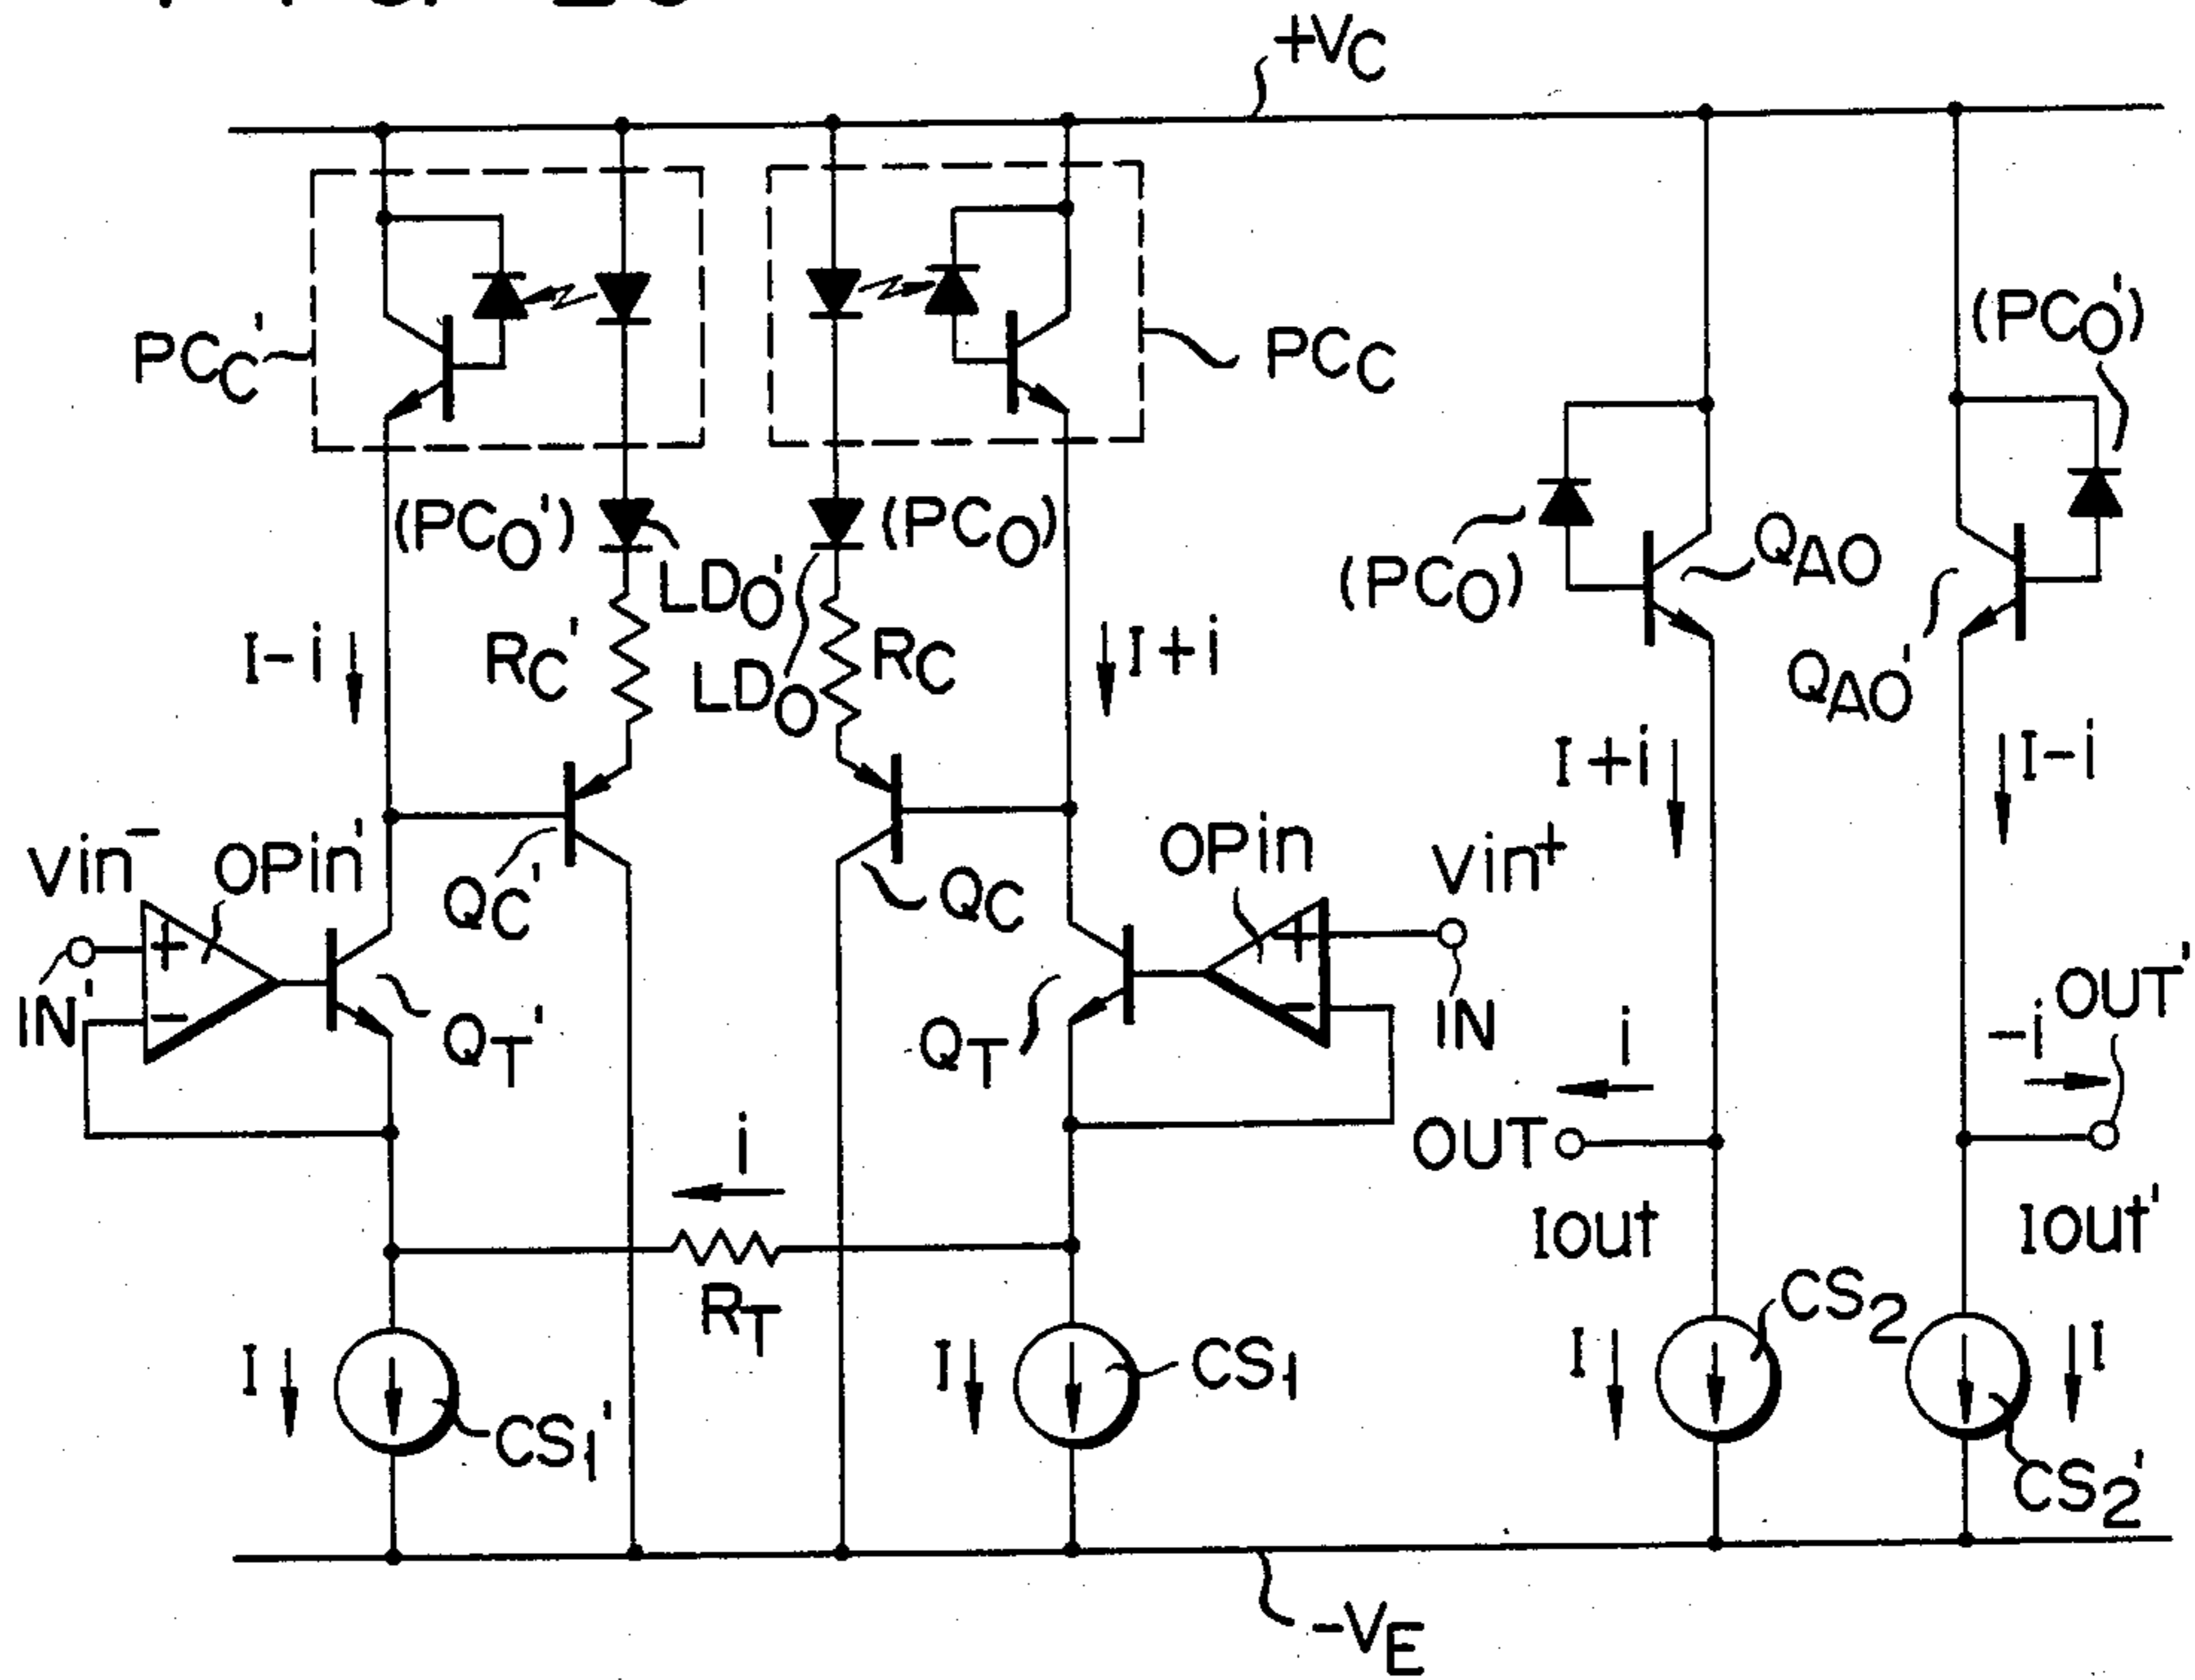 +VC
PCC'
PCC
(PCO')
(PCO')
LDO'
(PCO)
(PCO)
QAO
QAO'
I-i
RC'
LDO
RC
I+i
I+i
I-i
Vin-
OPin'
QC'
QC
OPin
Vin+
+
-
IN'
QT'
QT
+
-
IN
i
OUT
-i
OUT'
i
RT
Iout
Iout'
I
CS1'
I
CS1
I
CS2
I
CS2'
-VE